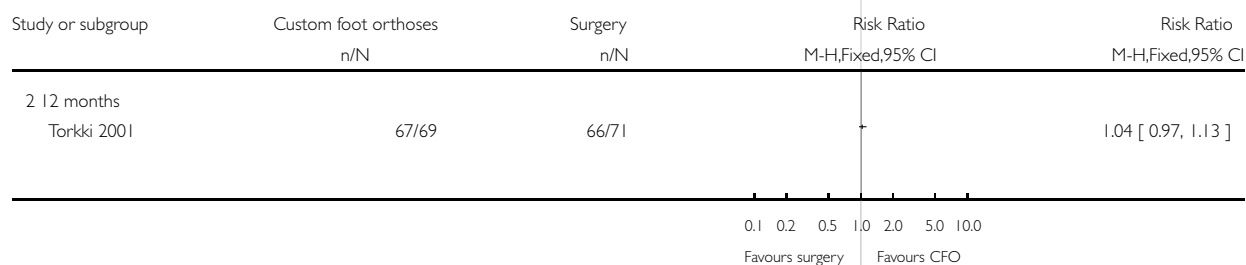 Study or subgroup Custom foot orthoses Surgery Risk Ratio Risk Ratio
n/N n/N M-H,Fixed,95% CI M-H,Fixed,95% CI
2 12 months
Torkki 2001 67/69 66/71 1.04 [ 0.97, 1.13 ]
0.1 0.2 0.5 1.0 2.0 5.0 10.0
Favours surgery Favours CFO